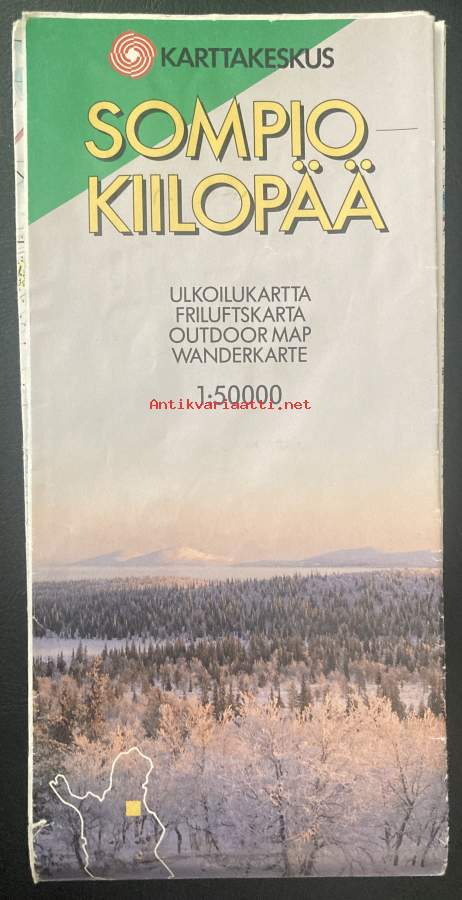 KARTTAKESKUS
SOMPIO
KIILOPÄÄ
ULKOILUKARTTA
FRILUFTSKARTA
OUTDOOR MAP
WANDERKARTE
1:50000
Antikvariaatti.net